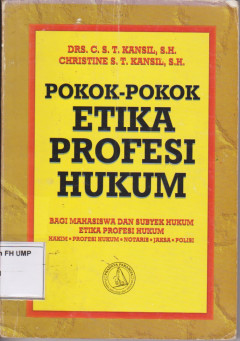 DRS. C. S. T. KANSIL, S.H.
CHRISTINE S. T. KANSIL, S.H.
POKOK-POKOK
ETIKA
PROFESI
HUKUM
BAGI MAHASISWA DAN SUBYEK HUKUM
ETIKA PROFESI HUKUM
HAKIM • PROFESI HUKUM • NOTARIS • JAKSA • POLISI
FH UMP